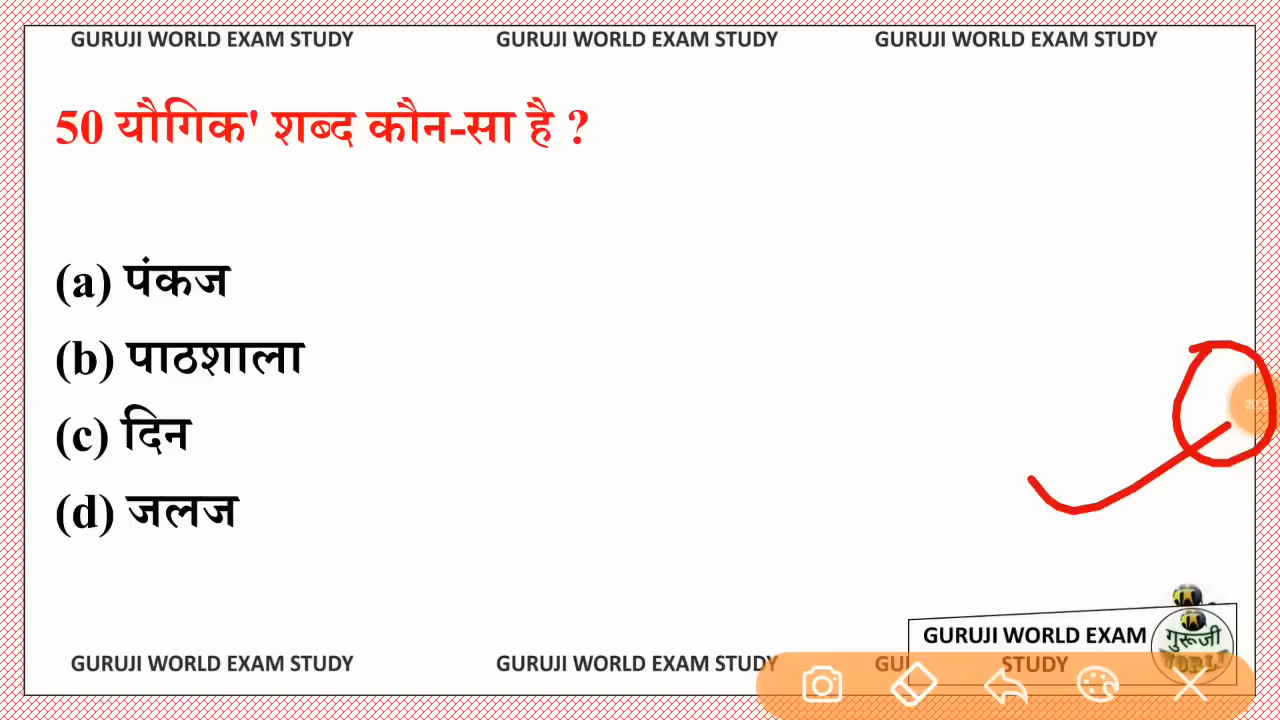 GURUJI WORLD EXAM STUDY GURUJI WORLD EXAM STUDY GURUJI WORLD EXAM STUDY
50 यौगिक' शब्द कौन-सा है ?
(a) पंकज
(b) पाठशाला
(c) दिन
(d) जलज
GURUJI WORLD EXAM STUDY
गुरूजी
WORLD
GURUJI WORLD EXAM STUDY GURUJI WORLD EXAM STUDY